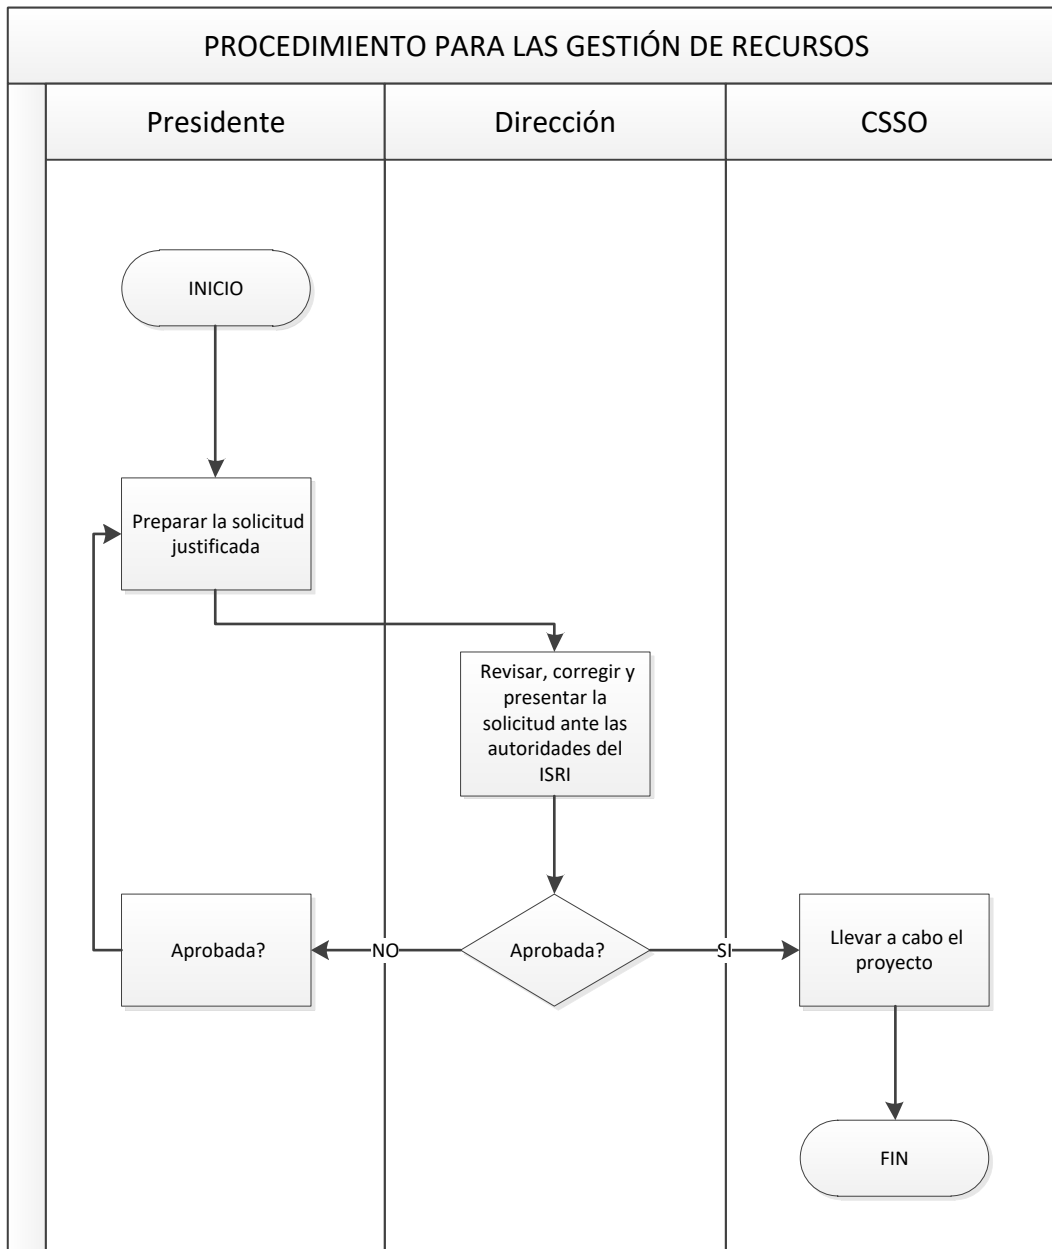 PROCEDIMIENTO PARA LAS GESTIÓN DE RECURSOS
Presidente
Dirección
CSSO
INICIO
Preparar la solicitud
justificada
Revisar, corregir y
presentar la
solicitud ante las
autoridades del
ISRI
Aprobada?
NO
Aprobada?
SI
Llevar a cabo el
proyecto
FIN